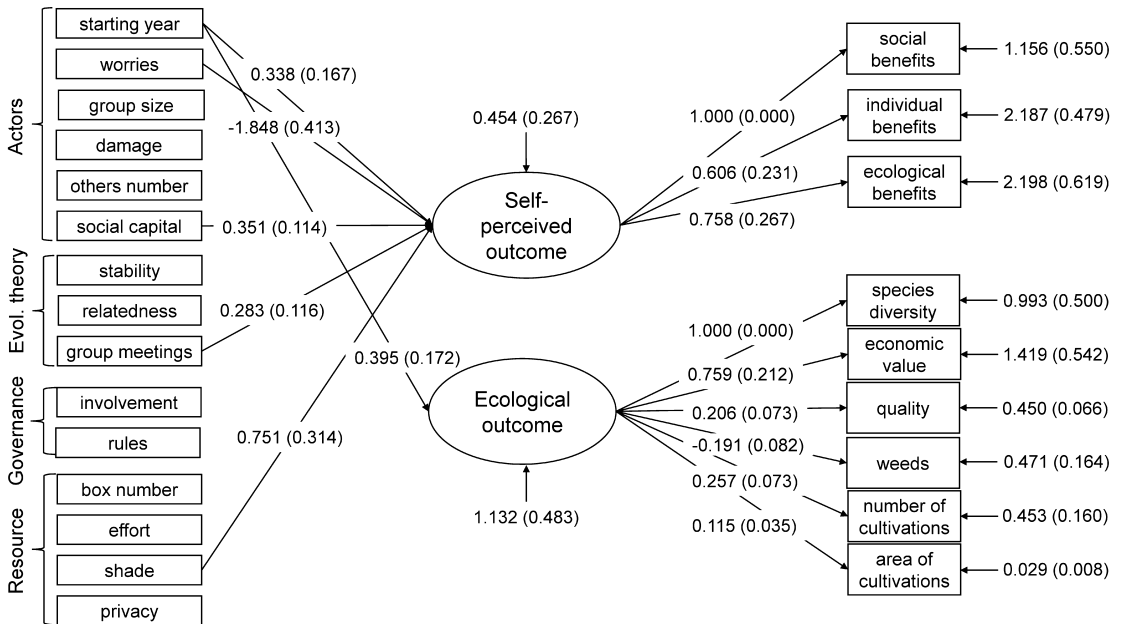 Actors
starting year
worries
group size
damage
others number
social capital
Evol. theory
stability
relatedness
group meetings
Governance
involvement
rules
Resource
box number
effort
shade
privacy
0.338 (0.167)
-1.848 (0.413)
0.351 (0.114)
0.283 (0.116)
0.395 (0.172)
0.751 (0.314)
0.454 (0.267)
Self-
perceived
outcome
Ecological
outcome
1.132 (0.483)
1.000 (0.000)
0.606 (0.231)
0.758 (0.267)
1.000 (0.000)
0.759 (0.212)
0.206 (0.073)
-0.191 (0.082)
0.257 (0.073)
0.115 (0.035)
social
benefits
1.156 (0.550)
individual
benefits
2.187 (0.479)
ecological
benefits
2.198 (0.619)
species
diversity
0.993 (0.500)
economic
value
1.419 (0.542)
quality
0.450 (0.066)
weeds
0.471 (0.164)
number of
cultivations
0.453 (0.160)
area of
cultivations
0.029 (0.008)